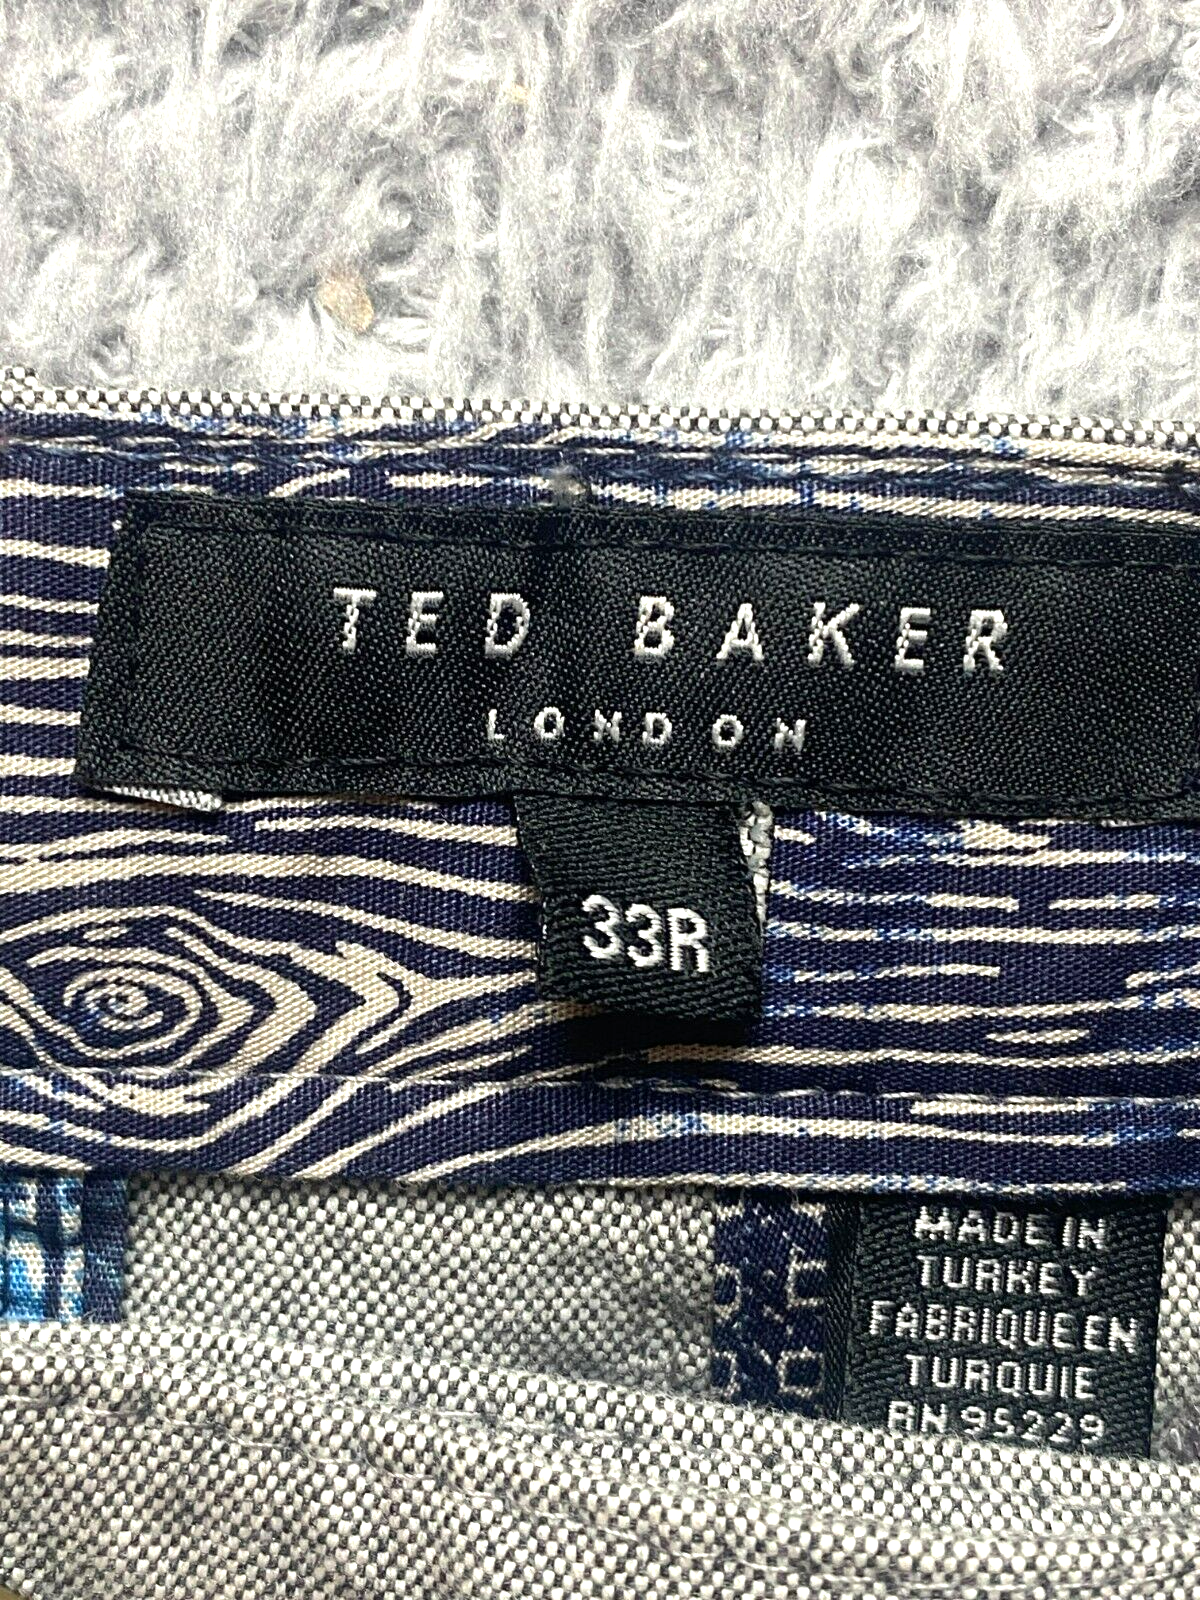 TED BAKER
LONDON
33R
MADE IN
TURKEY
FABRIQUE EN
TURQUIE
RN 95229